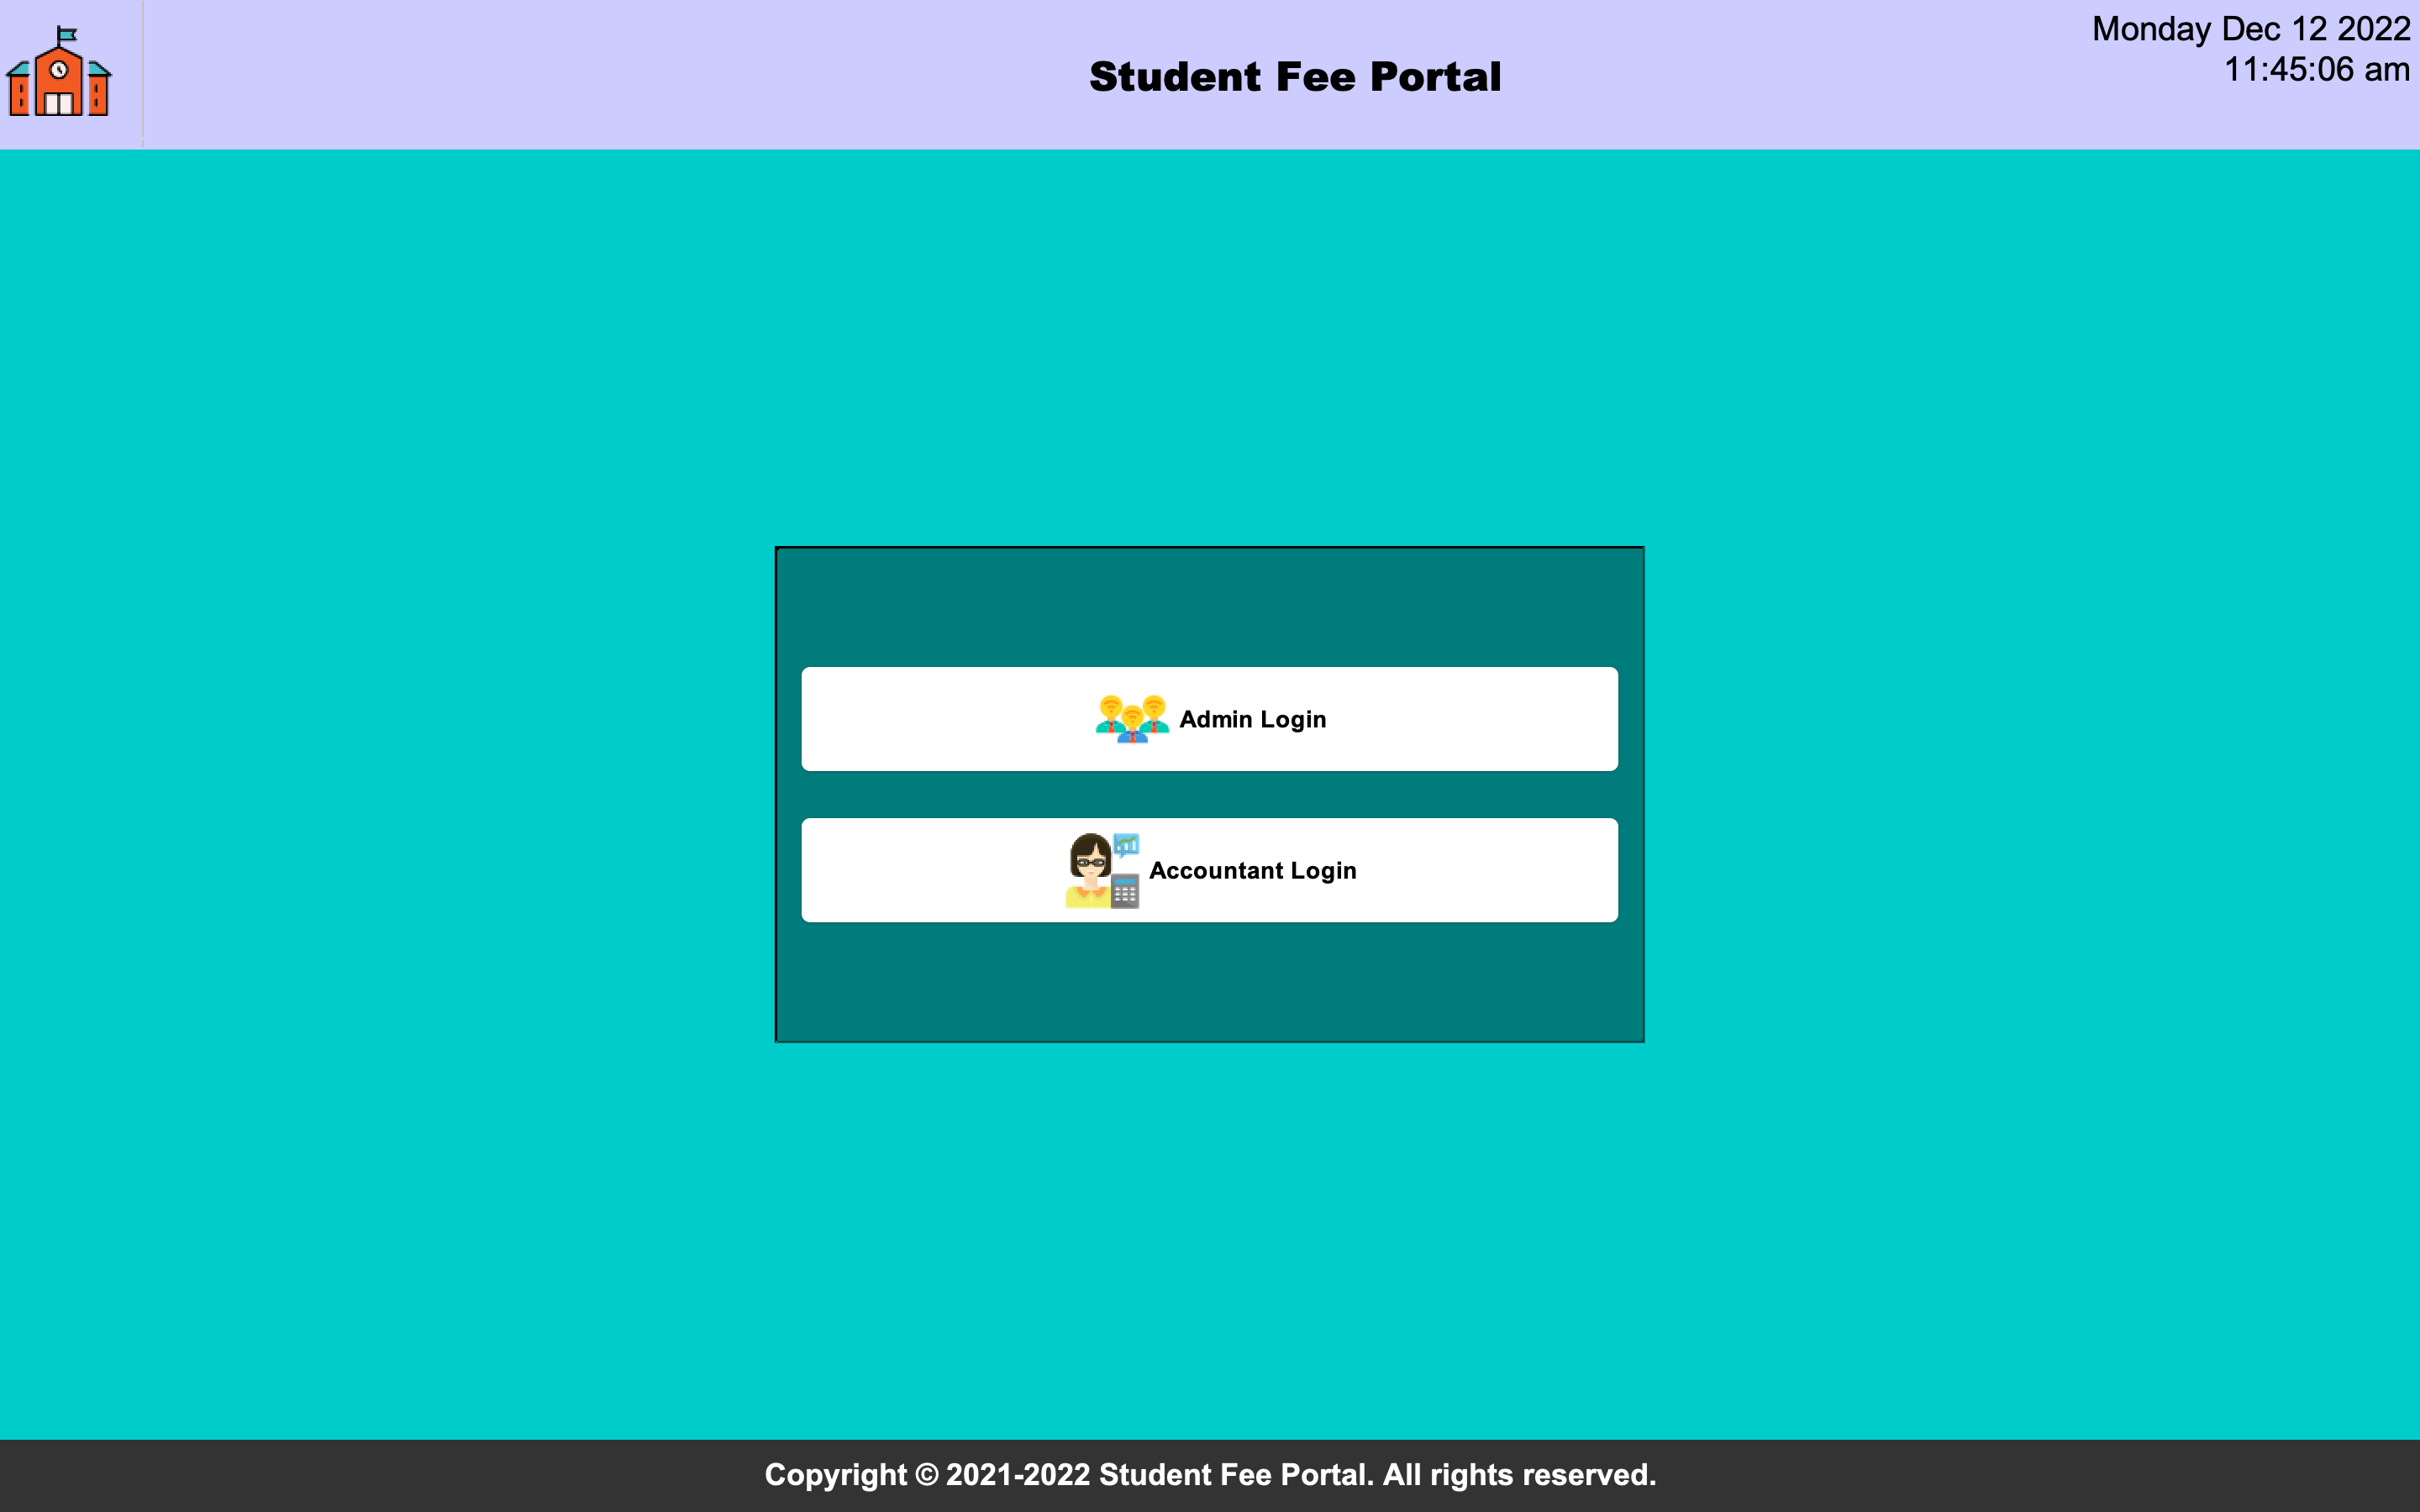 Monday Dec 12 2022
11:45:06 am
Student Fee Portal
Admin Login
Accountant Login
Copyright © 2021-2022 Student Fee Portal. All rights reserved.